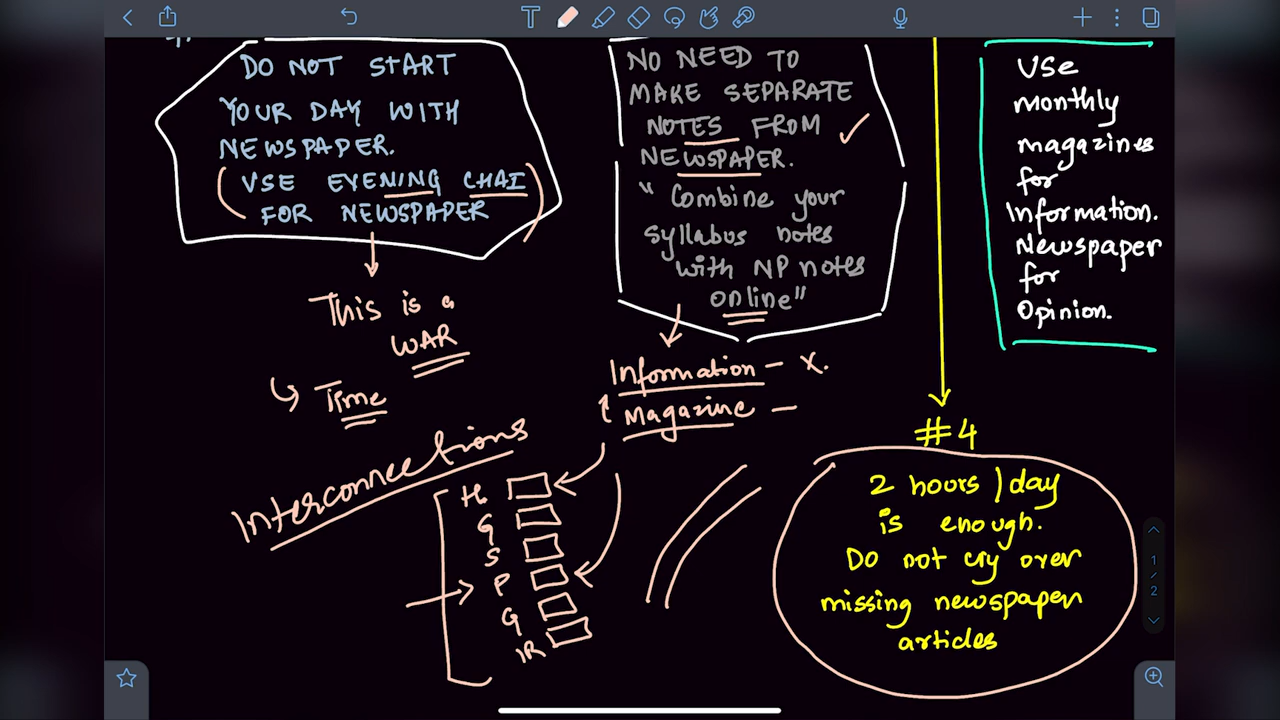 DO NOT START
YOUR DAY WITH
NEWSPAPER.
(USE EVENING CHAI
FOR NEWSPAPER)
This is a
WAR
Time
NO NEED TO
MAKE SEPARATE
NOTES FROM
NEWSPAPER.
"Combine your
syllabus notes
with NP notes
online"
Information - X.
Magazine -
Interconnections
H
G
S
P
G
IR
Use
monthly
magazines
for
Information.
Newspaper
for
Opinion.
#4
2 hours/day
is enough.
Do not cry over
missing newspaper
articles
1/2